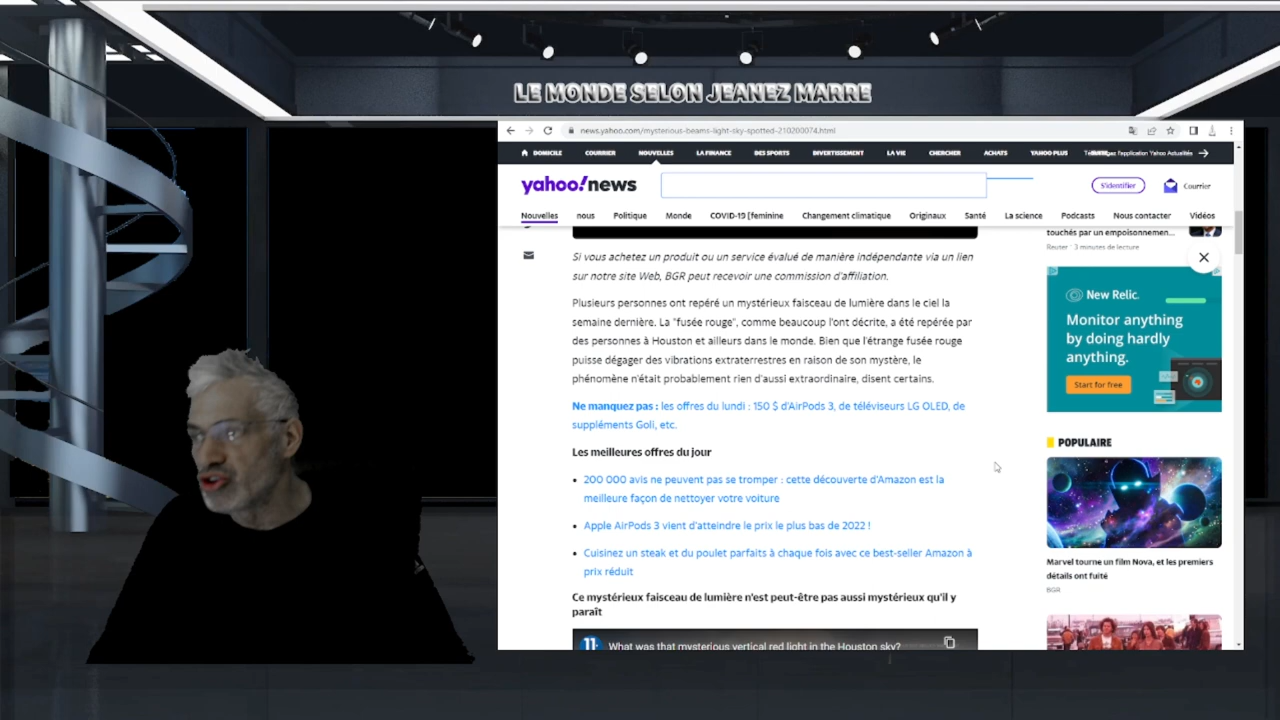 LE MONDE SELON JEANEZ MARRE
news.yahoo.com/mysterious-beams-light-sky-spotted-210200074.html
DOMICILE COURRIER NOUVELLES LA FINANCE DES SPORTS DIVERTISSEMENT LA VIE CHERCHER ACHATS YAHOO PLUS l'application Yahoo Actualités
yahoo!news S'identifier Courrier
Nouvelles nous Politique Monde COVID-19 [feminine Changement climatique Originaux Santé La science Podcasts Nous contacter Vidéos
touchés par un empoisonnem...
Reuter · 3 minutes de lecture
Si vous achetez un produit ou un service évalué de manière indépendante via un lien
sur notre site Web, BGR peut recevoir une commission d'affiliation.
Plusieurs personnes ont repéré un mystérieux faisceau de lumière dans le ciel la
semaine dernière. La "fusée rouge", comme beaucoup l'ont décrite, a été repérée par
des personnes à Houston et ailleurs dans le monde. Bien que l'étrange fusée rouge
puisse dégager des vibrations extraterrestres en raison de son mystère, le
phénomène n'était probablement rien d'aussi extraordinaire, disent certains.
Ne manquez pas : les offres du lundi : 150 $ d'AirPods 3, de téléviseurs LG OLED, de
suppléments Goli, etc.
Les meilleures offres du jour
• 200 000 avis ne peuvent pas se tromper : cette découverte d'Amazon est la
meilleure façon de nettoyer votre voiture
• Apple AirPods 3 vient d'atteindre le prix le plus bas de 2022 !
• Cuisinez un steak et du poulet parfaits à chaque fois avec ce best-seller Amazon à
prix réduit
Ce mystérieux faisceau de lumière n'est peut-être pas aussi mystérieux qu'il y
paraît
11 What was that mysterious vertical red light in the Houston sky?
New Relic.
Monitor anything
by doing hardly
anything.
Start for free
POPULAIRE
Marvel tourne un film Nova, et les premiers
détails ont fuité
BGR